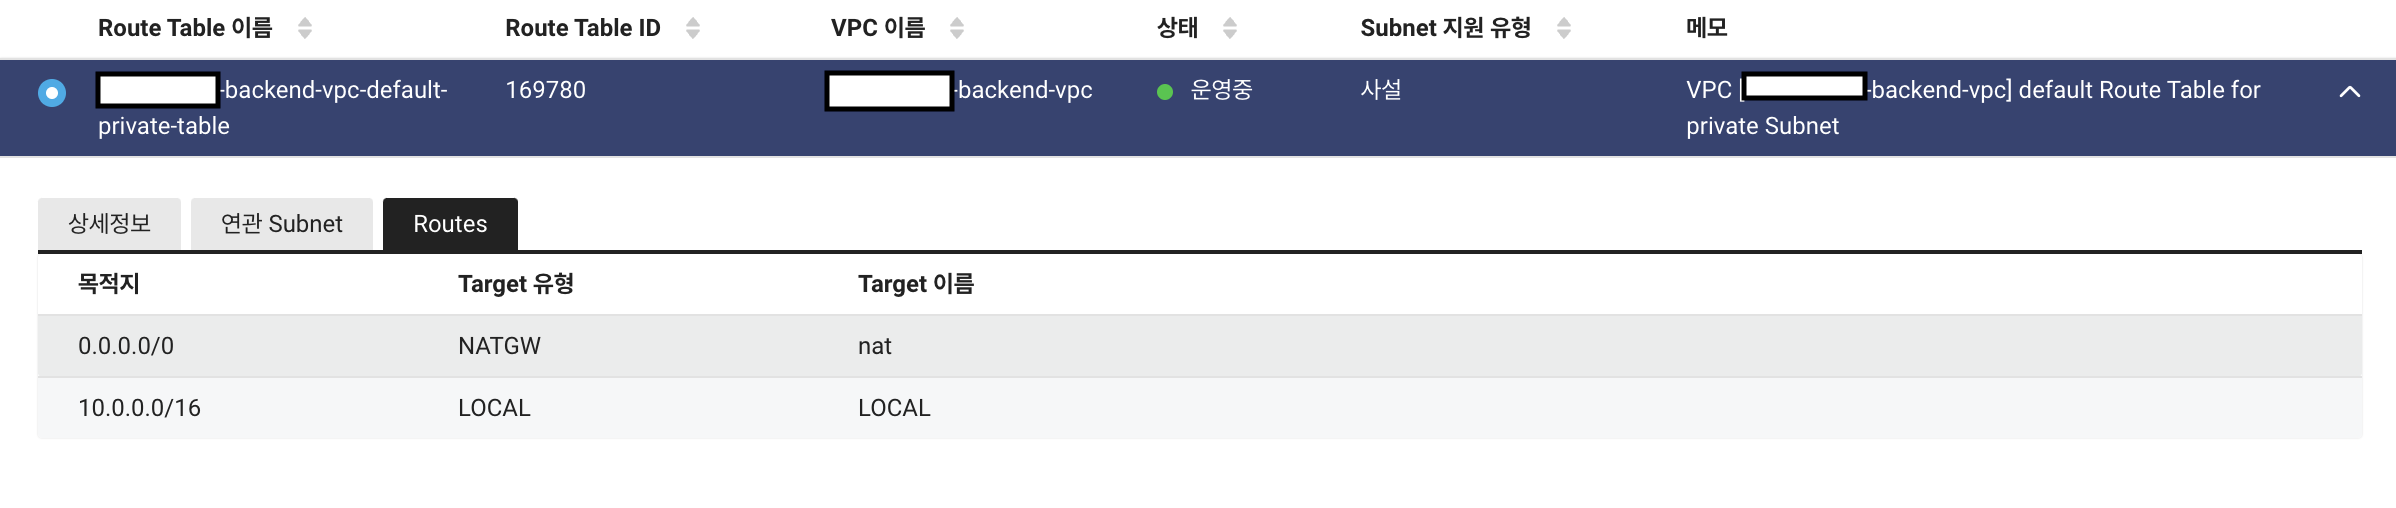 Route Table 이름 Route Table ID VPC 이름 상태 Subnet 지원 유형 메모
-backend-vpc-default- 169780 -backend-vpc 운영중 사설 VPC [ -backend-vpc] default Route Table for
private-table private Subnet
상세정보 연관 Subnet Routes
목적지 Target 유형 Target 이름
0.0.0.0/0 NATGW nat
10.0.0.0/16 LOCAL LOCAL